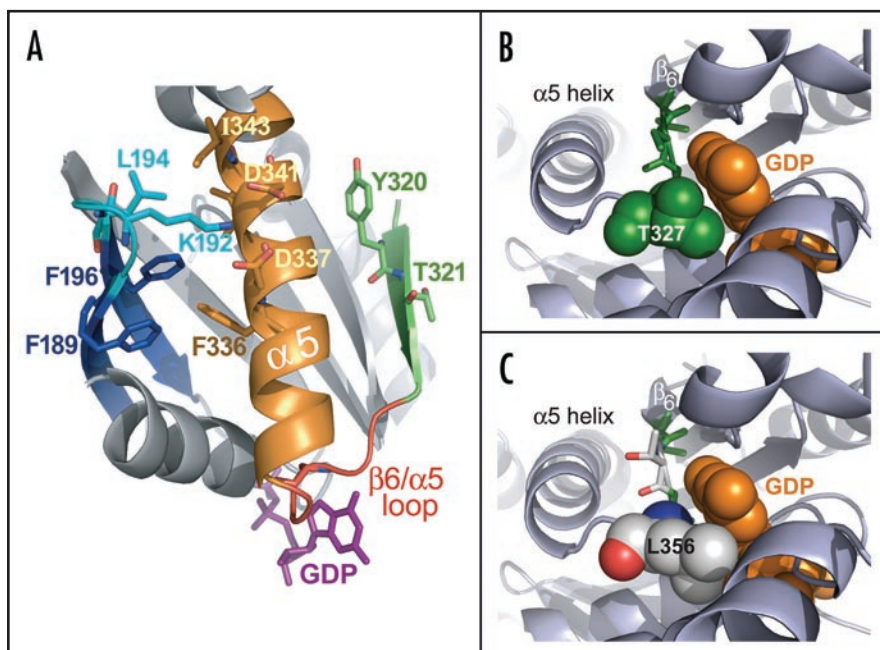 A
I343
L194
D341
Y320
K192
D337
T321
F196
F189
F336
α5
β6/α5
loop
GDP
B
β6
α5 helix
GDP
T327
C
β6
α5 helix
GDP
L356